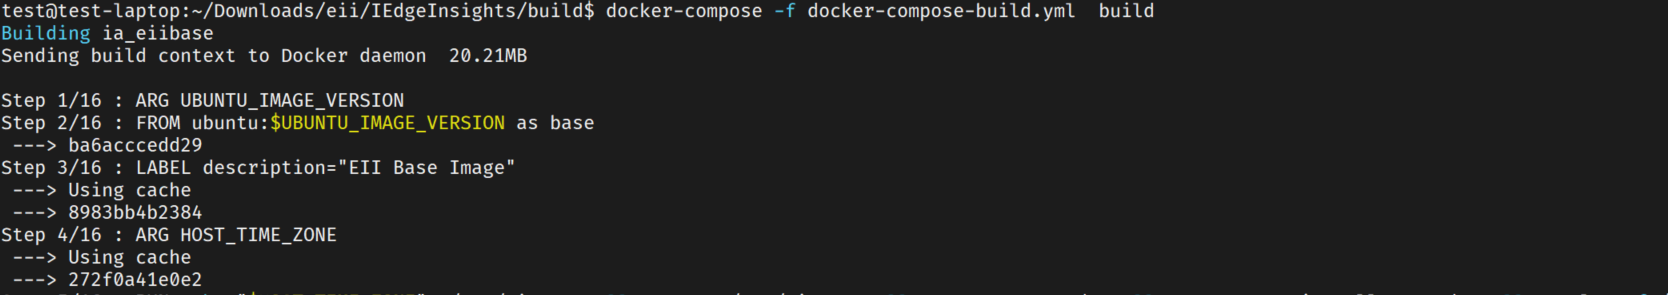 test@test-laptop:~/Downloads/eii/IEdgeInsights/build$ docker-compose -f docker-compose-build.yml  build
Building ia_eiibase
Sending build context to Docker daemon  20.21MB
Step 1/16 : ARG UBUNTU_IMAGE_VERSION
Step 2/16 : FROM ubuntu:$UBUNTU_IMAGE_VERSION as base
 ---> ba6acccedd29
Step 3/16 : LABEL description="EII Base Image"
 ---> Using cache
 ---> 8983bb4b2384
Step 4/16 : ARG HOST_TIME_ZONE
 ---> Using cache
 ---> 272f0a41e0e2